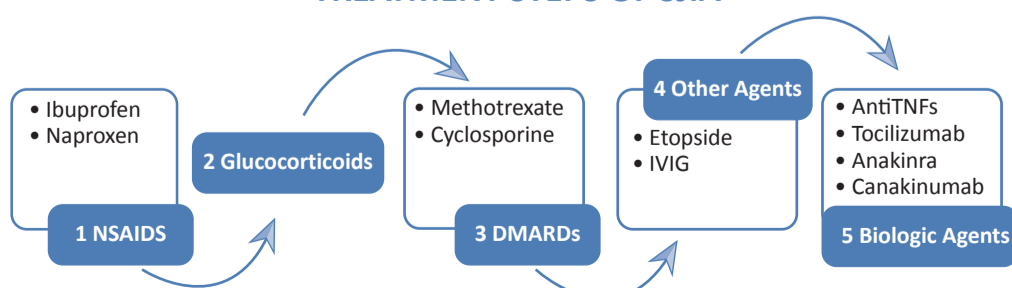 • Ibuprofen
• Naproxen
1 NSAIDS
2 Glucocorticoids
• Methotrexate
• Cyclosporine
3 DMARDs
4 Other Agents
• Etopside
• IVIG
• AntiTNFs
• Tocilizumab
• Anakinra
• Canakinumab
5 Biologic Agents